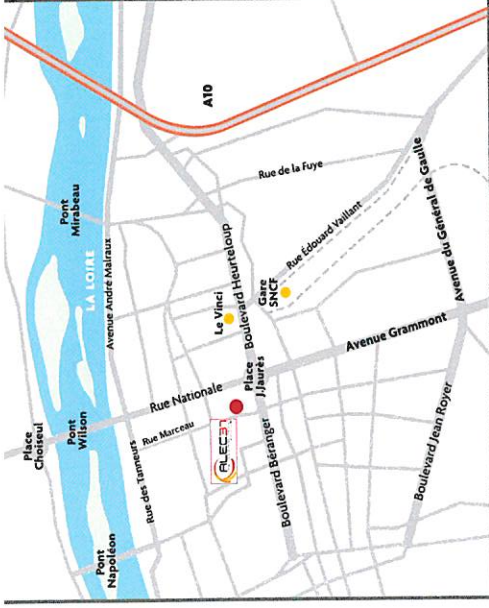 Place
Choiseul
Pont
Mirabeau
LA LOIRE
Pont
Wilson
Pont
Napoléon
Avenue André Malraux
Rue des Tanneurs
A10
Rue Nationale
Rue Marceau
ALEC37
Le Vinci
Boulevard Heurteloup
Rue de la Fuye
Place
J.Jaurès
Gare
SNCF
Rue Édouard Vaillant
Boulevard Béranger
Avenue Grammont
Avenue du Général de Gaulle
Boulevard Jean Royer